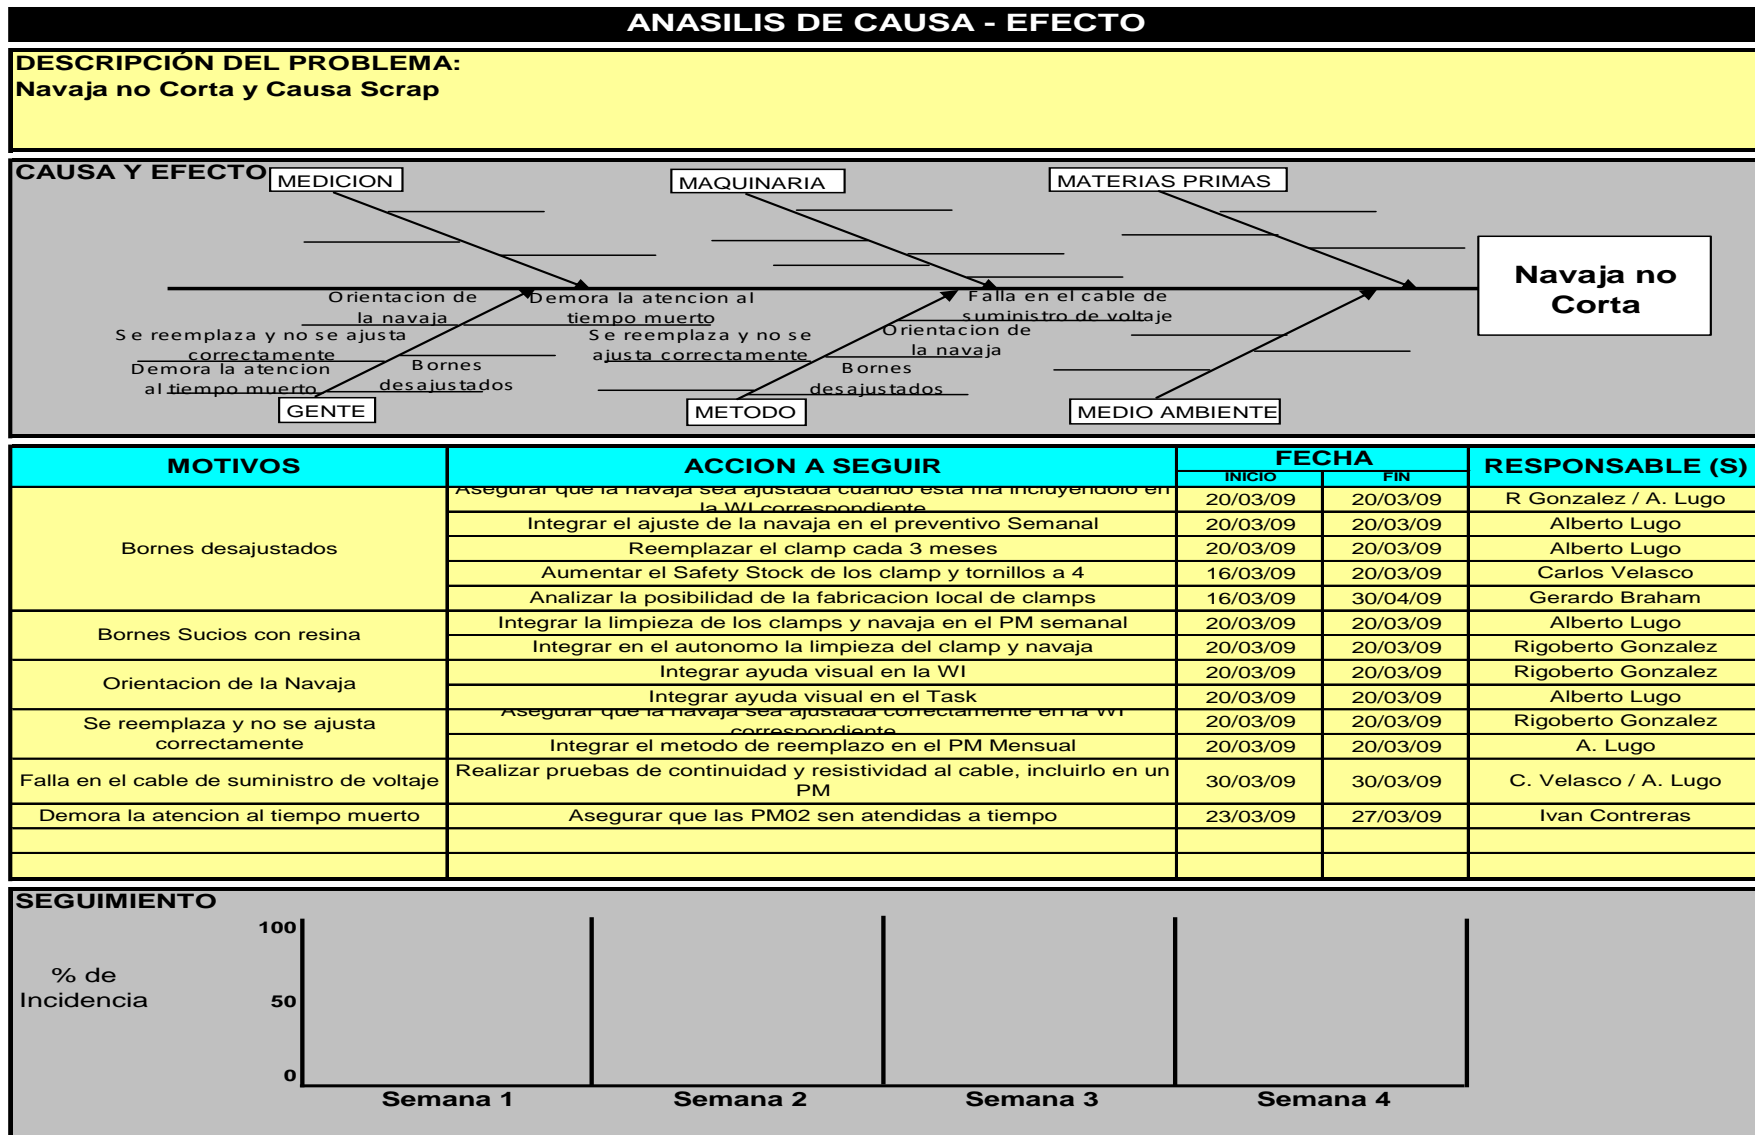 ANASILIS DE CAUSA - EFECTO
DESCRIPCIÓN DEL PROBLEMA:
Navaja no Corta y Causa Scrap
CAUSA Y EFECTO
MEDICION
MAQUINARIA
MATERIAS PRIMAS
Navaja no
Corta
Orientacion de
la navaja
Demora la atencion al
tiempo muerto
Falla en el cable de
suministro de voltaje
Se reemplaza y no se ajusta
correctamente
Se reemplaza y no se
ajusta correctamente
Orientacion de
la navaja
Demora la atencion
al tiempo muerto
Bornes
desajustados
Bornes
desajustados
GENTE
METODO
MEDIO AMBIENTE
MOTIVOS
ACCION A SEGUIR
FECHA
RESPONSABLE (S)
INICIO
FIN
Bornes desajustados
Asegurar que la navaja sea ajustada cuando esta ma incluyendolo en
la WI correspondiente
20/03/09
20/03/09
R Gonzalez / A. Lugo
Integrar el ajuste de la navaja en el preventivo Semanal
20/03/09
20/03/09
Alberto Lugo
Reemplazar el clamp cada 3 meses
20/03/09
20/03/09
Alberto Lugo
Aumentar el Safety Stock de los clamp y tornillos a 4
16/03/09
20/03/09
Carlos Velasco
Analizar la posibilidad de la fabricacion local de clamps
16/03/09
30/04/09
Gerardo Braham
Bornes Sucios con resina
Integrar la limpieza de los clamps y navaja en el PM semanal
20/03/09
20/03/09
Alberto Lugo
Integrar en el autonomo la limpieza del clamp y navaja
20/03/09
20/03/09
Rigoberto Gonzalez
Orientacion de la Navaja
Integrar ayuda visual en la WI
20/03/09
20/03/09
Rigoberto Gonzalez
Integrar ayuda visual en el Task
20/03/09
20/03/09
Alberto Lugo
Se reemplaza y no se ajusta
correctamente
Asegurar que la navaja sea ajustada correctamente en la WI
correspondiente
20/03/09
20/03/09
Rigoberto Gonzalez
Integrar el metodo de reemplazo en el PM Mensual
20/03/09
20/03/09
A. Lugo
Falla en el cable de suministro de voltaje
Realizar pruebas de continuidad y resistividad al cable, incluirlo en un
PM
30/03/09
30/03/09
C. Velasco / A. Lugo
Demora la atencion al tiempo muerto
Asegurar que las PM02 sen atendidas a tiempo
23/03/09
27/03/09
Ivan Contreras
SEGUIMIENTO
100
% de
Incidencia
50
0
Semana 1
Semana 2
Semana 3
Semana 4